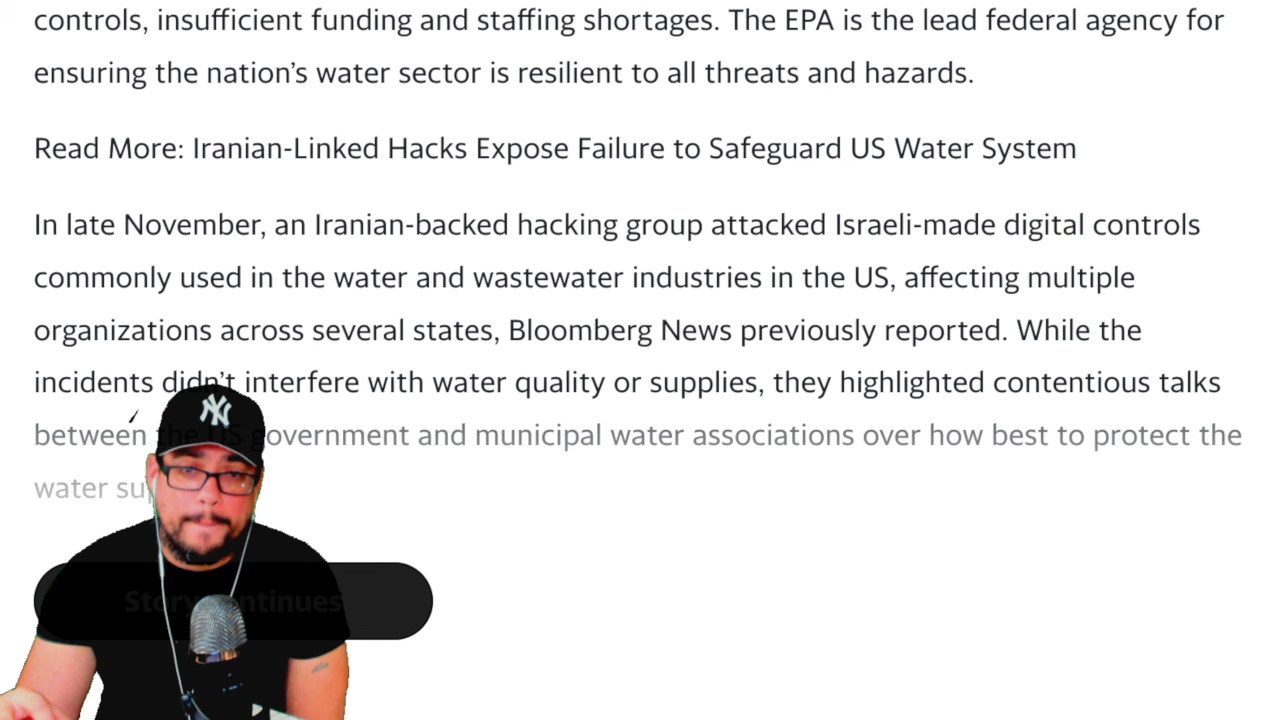 controls, insufficient funding and staffing shortages. The EPA is the lead federal agency for
ensuring the nation’s water sector is resilient to all threats and hazards.
Read More: Iranian-Linked Hacks Expose Failure to Safeguard US Water System
In late November, an Iranian-backed hacking group attacked Israeli-made digital controls
commonly used in the water and wastewater industries in the US, affecting multiple
organizations across several states, Bloomberg News previously reported. While the
incidents didn’t interfere with water quality or supplies, they highlighted contentious talks
between the US government and municipal water associations over how best to protect the
water
Story continues
NY